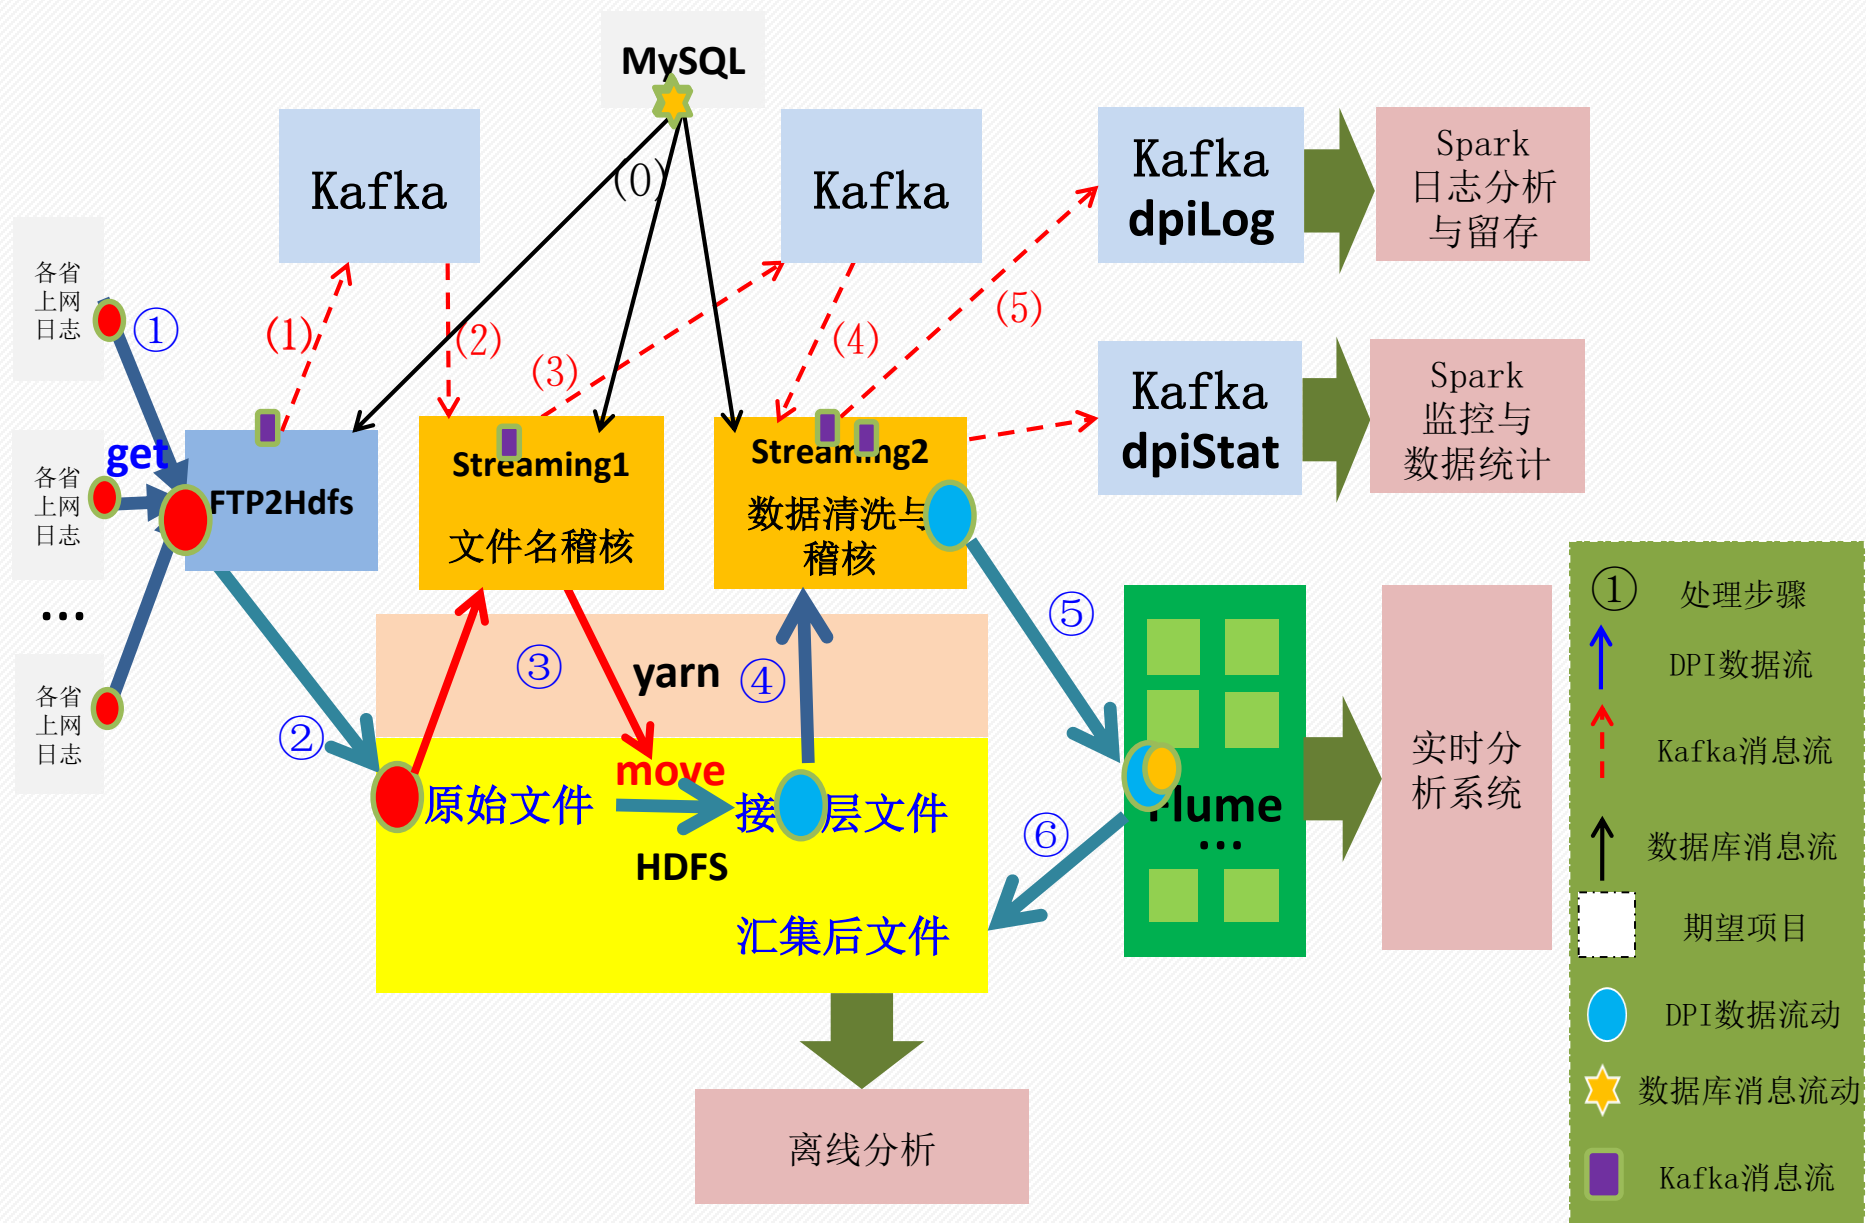 MySQL
Kafka
(0)
Kafka
Kafka
dpiLog
Spark
日志分析
与留存
各省
上网
日志
①
(1)
(2)
(3)
(4)
(5)
Kafka
dpiStat
Spark
监控与
数据统计
get
各省
上网
日志
FTP2Hdfs
Streaming1
文件名稽核
Streaming2
数据清洗与
稽核
...
各省
上网
日志
②
③
yarn
④
⑤
move
原始文件
接 层文件
HDFS
⑥
汇集后文件
Flume
...
实时分
析系统
离线分析
① 处理步骤
DPI数据流
Kafka消息流
数据库消息流
期望项目
DPI数据流动
数据库消息流动
Kafka消息流